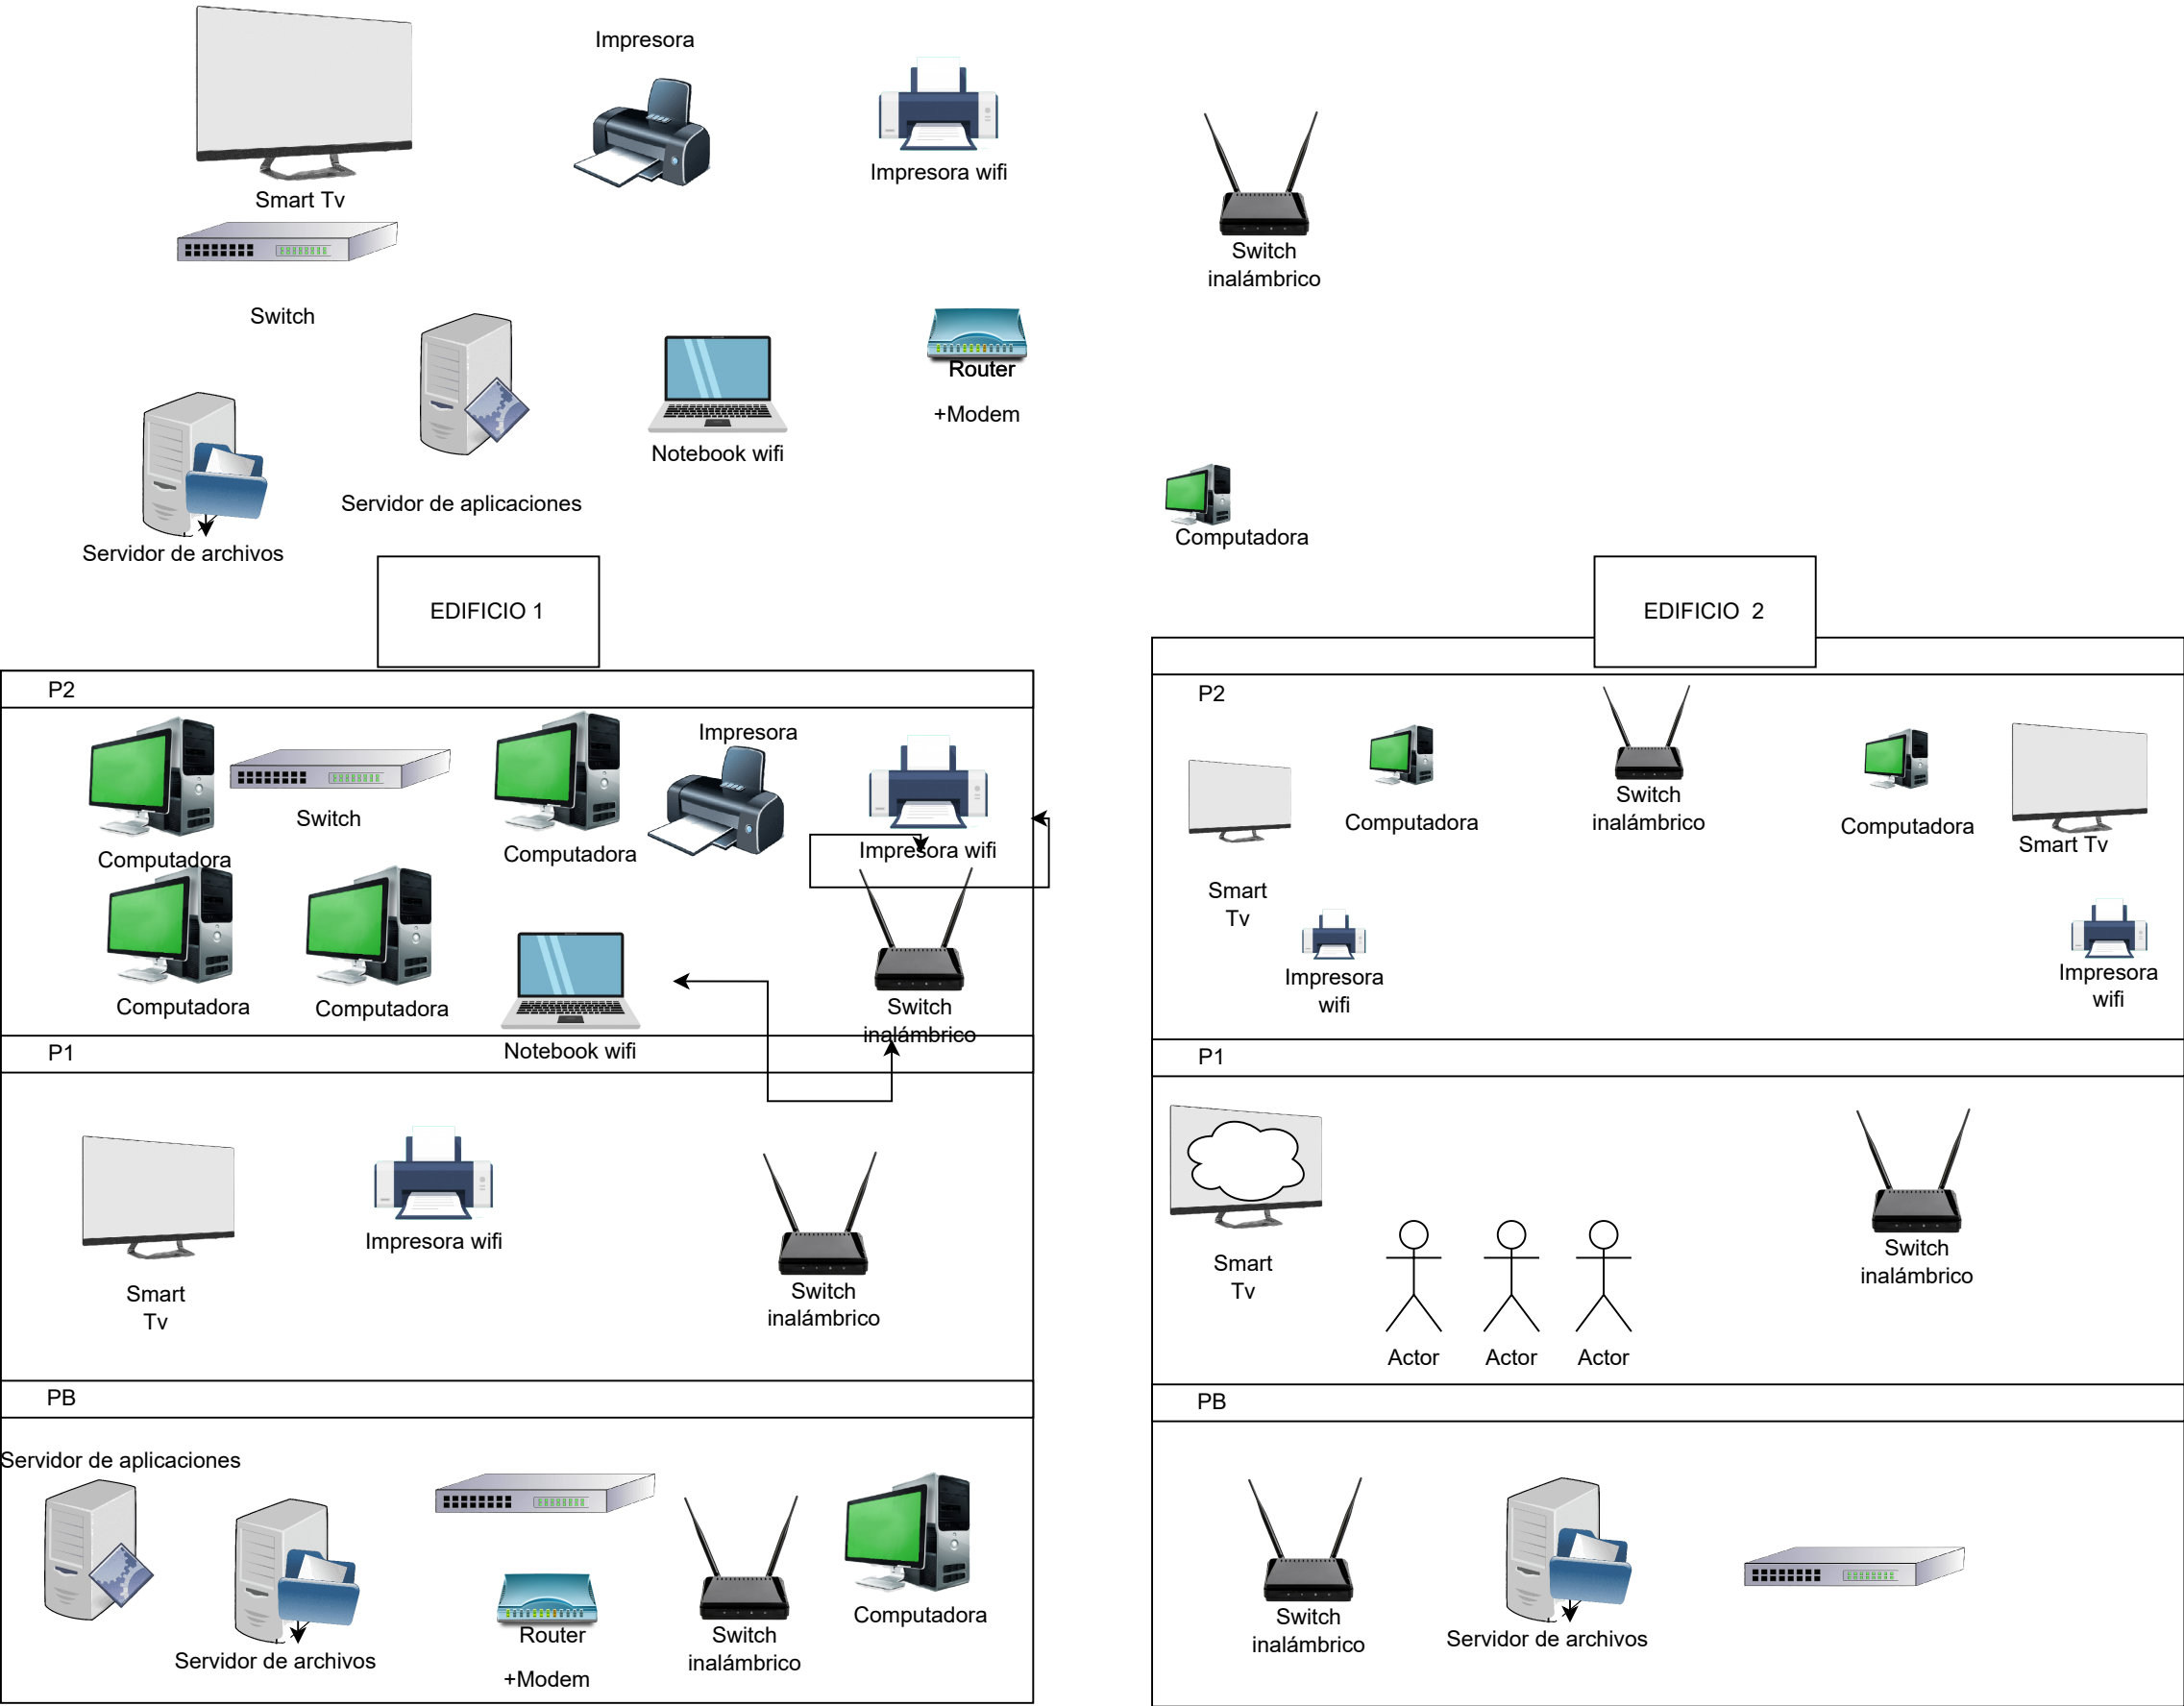 Impresora
Impresora wifi
Smart Tv
Switch
inalámbrico
Switch
Router
+Modem
Notebook wifi
Servidor de aplicaciones
Servidor de archivos
Computadora
EDIFICIO 1
EDIFICIO 2
P2
Impresora
Switch
Computadora
Computadora
Impresora wifi
Computadora
Computadora
Switch
inalámbrico
P1
Notebook wifi
Impresora wifi
Smart
Tv
Switch
inalámbrico
PB
Servidor de aplicaciones
Servidor de archivos
Router
+Modem
Switch
inalámbrico
Computadora
P2
Switch
inalámbrico
Computadora
Computadora
Smart Tv
Smart
Tv
Impresora
wifi
Impresora
wifi
P1
Smart
Tv
Switch
inalámbrico
Actor
Actor
Actor
PB
Switch
inalámbrico
Servidor de archivos